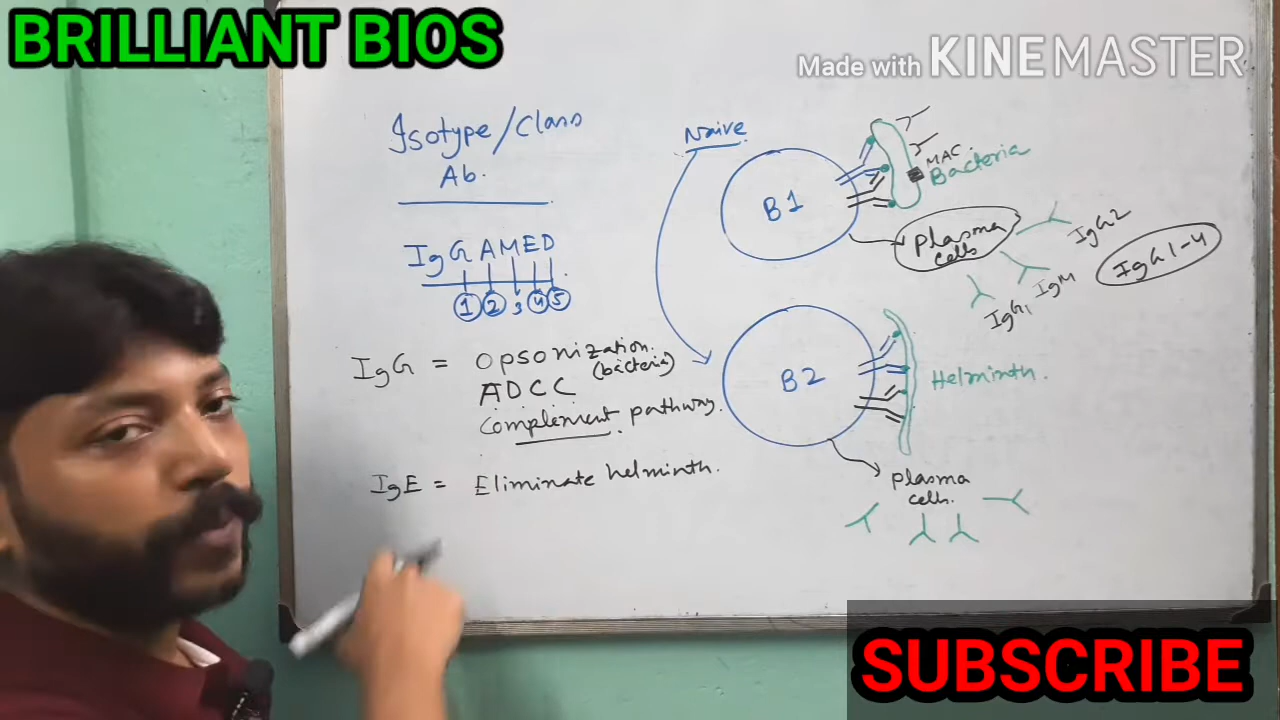 BRILLIANT BIOS
Made with KINEMASTER
Isotype/Class
Ab.
IgG AMED
1 2 3 4 5
IgG = Opsonization.
(bacteria)
ADCC
Complement pathway.
IgE = Eliminate helminth.
Naive
B1
MAC.
Bacteria
Plasma
cells
IgG2
IgM
IgG1
IgG1-4
B2
Helminth.
plasma
cells.
SUBSCRIBE